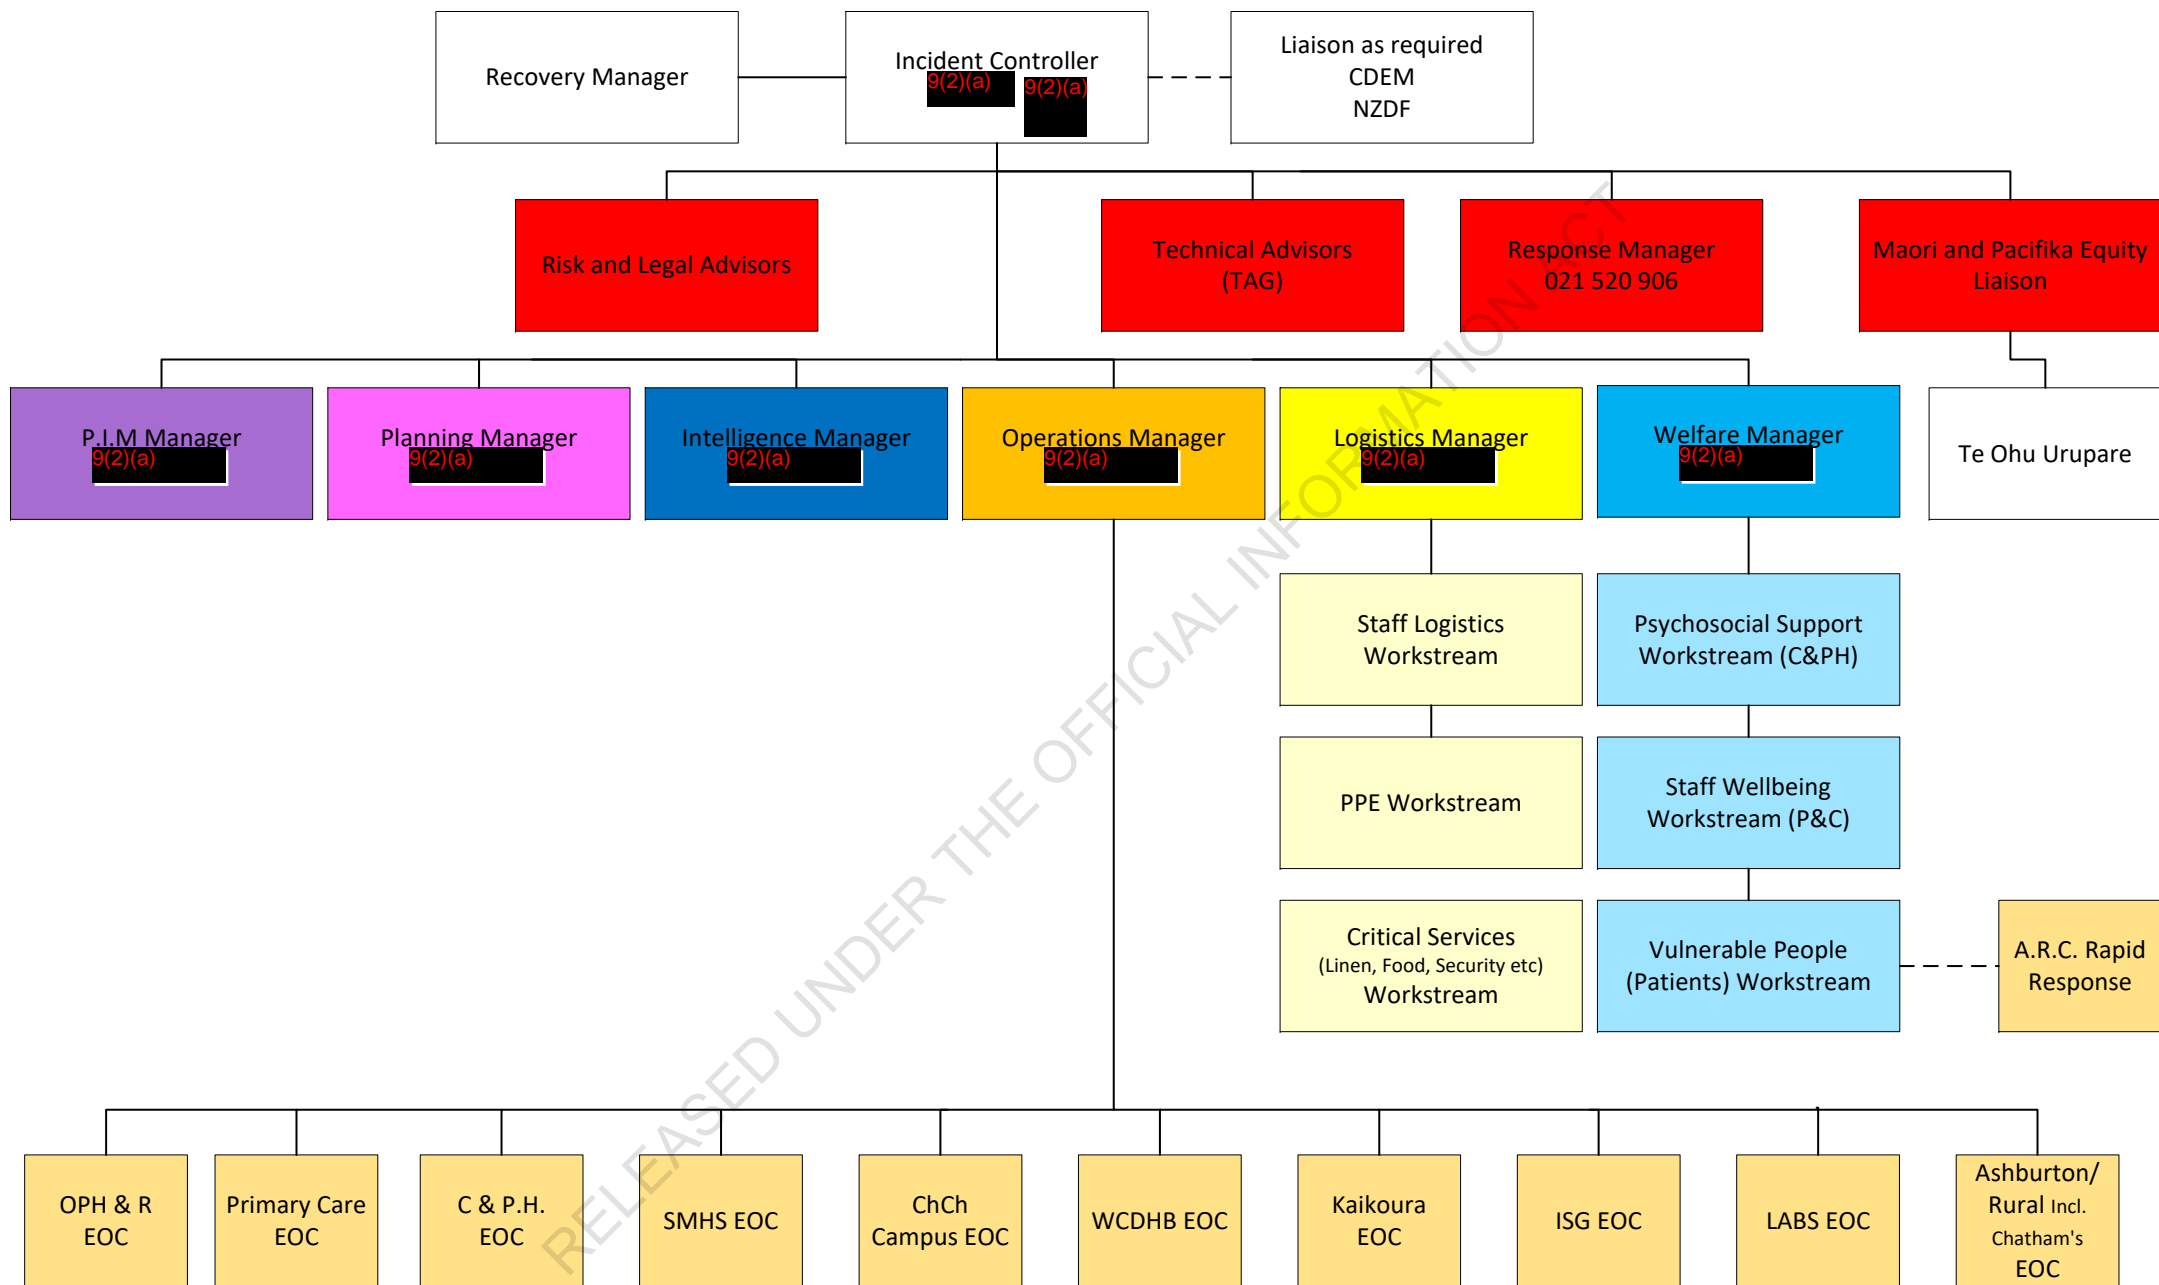 Recovery Manager
Incident Controller
9(2)(a)
9(2)(a)
Liaison as required
CDEM
NZDF
Risk and Legal Advisors
Technical Advisors
(TAG)
Response Manager
021 520 906
Maori and Pacifika Equity
Liaison
P.I.M Manager
9(2)(a)
Planning Manager
9(2)(a)
Intelligence Manager
9(2)(a)
Operations Manager
9(2)(a)
Logistics Manager
9(2)(a)
Welfare Manager
9(2)(a)
Te Ohu Urupare
Staff Logistics
Workstream
Psychosocial Support
Workstream (C&PH)
PPE Workstream
Staff Wellbeing
Workstream (P&C)
Critical Services
(Linen, Food, Security etc)
Workstream
Vulnerable People
(Patients) Workstream
A.R.C. Rapid
Response
OPH & R
EOC
Primary Care
EOC
C & P.H.
EOC
SMHS EOC
ChCh
Campus EOC
WCDHB EOC
Kaikoura
EOC
ISG EOC
LABS EOC
Ashburton/
Rural Incl.
Chatham's
EOC
RELEASED UNDER THE OFFICIAL INFORMATION ACT